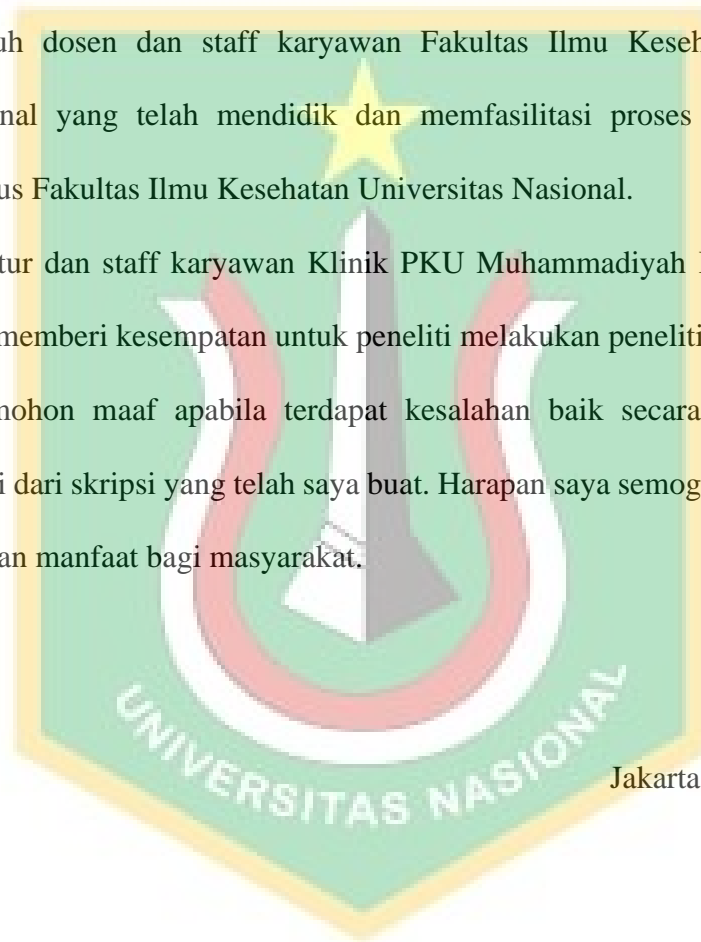 uh dosen dan staff karyawan Fakultas Ilmu Keseh
nal yang telah mendidik dan memfasilitasi proses
us Fakultas Ilmu Kesehatan Universitas Nasional.
tur dan staff karyawan Klinik PKU Muhammadiyah
memberi kesempatan untuk peneliti melakukan peneliti
mohon maaf apabila terdapat kesalahan baik secara
i dari skripsi yang telah saya buat. Harapan saya semog
an manfaat bagi masyarakat.
Jakarta
UNIVERSITAS NASIONAL